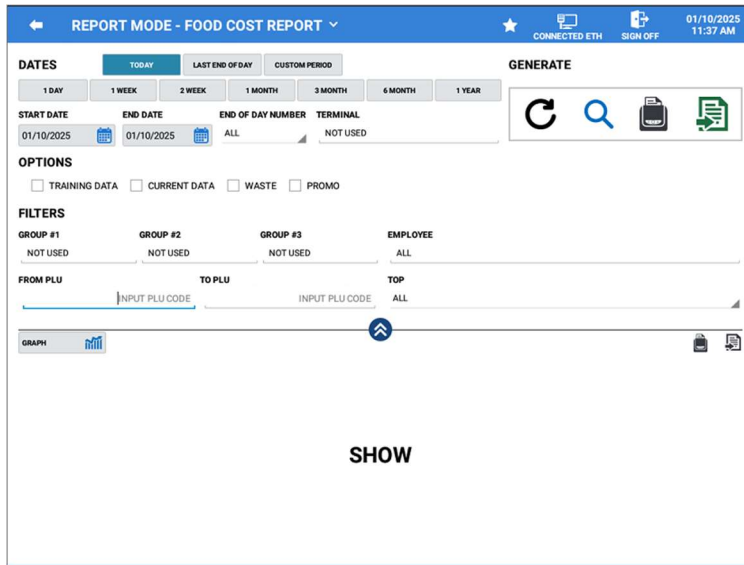 REPORT MODE - FOOD COST REPORT
CONNECTED ETH
SIGN OFF
01/10/2025
11:37 AM
DATES
TODAY
LAST END OF DAY
CUSTOM PERIOD
GENERATE
1 DAY
1 WEEK
2 WEEK
1 MONTH
3 MONTH
6 MONTH
1 YEAR
START DATE
END DATE
END OF DAY NUMBER
TERMINAL
01/10/2025
01/10/2025
ALL
NOT USED
OPTIONS
TRAINING DATA
CURRENT DATA
WASTE
PROMO
FILTERS
GROUP #1
GROUP #2
GROUP #3
EMPLOYEE
NOT USED
NOT USED
NOT USED
ALL
FROM PLU
TO PLU
TOP
INPUT PLU CODE
INPUT PLU CODE
ALL
GRAPH
SHOW